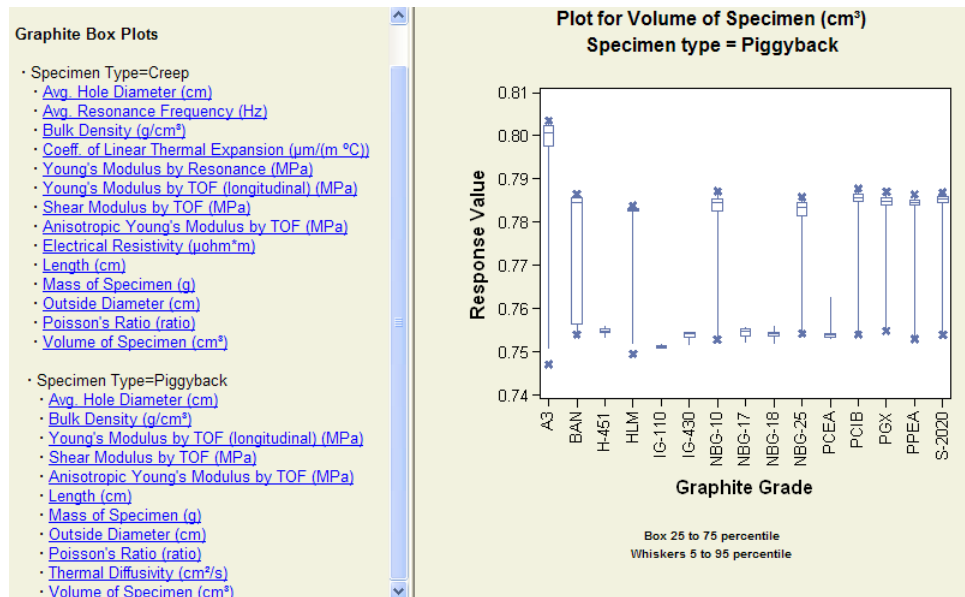 Graphite Box Plots
· Specimen Type=Creep
· Avg. Hole Diameter (cm)
· Avg. Resonance Frequency (Hz)
· Bulk Density (g/cm³)
· Coeff. of Linear Thermal Expansion (µm/(m ºC))
· Young's Modulus by Resonance (MPa)
· Young's Modulus by TOF (longitudinal) (MPa)
· Shear Modulus by TOF (MPa)
· Anisotropic Young's Modulus by TOF (MPa)
· Electrical Resistivity (µohm*m)
· Length (cm)
· Mass of Specimen (g)
· Outside Diameter (cm)
· Poisson's Ratio (ratio)
· Volume of Specimen (cm³)
· Specimen Type=Piggyback
· Avg. Hole Diameter (cm)
· Bulk Density (g/cm³)
· Young's Modulus by TOF (longitudinal) (MPa)
· Shear Modulus by TOF (MPa)
· Anisotropic Young's Modulus by TOF (MPa)
· Length (cm)
· Mass of Specimen (g)
· Outside Diameter (cm)
· Poisson's Ratio (ratio)
· Thermal Diffusivity (cm²/s)
· Volume of Specimen (cm³)
Plot for Volume of Specimen (cm³)
Specimen type = Piggyback
Response Value
0.81
0.80
0.79
0.78
0.77
0.76
0.75
0.74
A3
BAN
H-451
HLM
IG-110
IG-430
NBG-10
NBG-17
NBG-18
NBG-25
PCEA
PCIB
PGX
PPEA
S-2020
Graphite Grade
Box 25 to 75 percentile
Whiskers 5 to 95 percentile